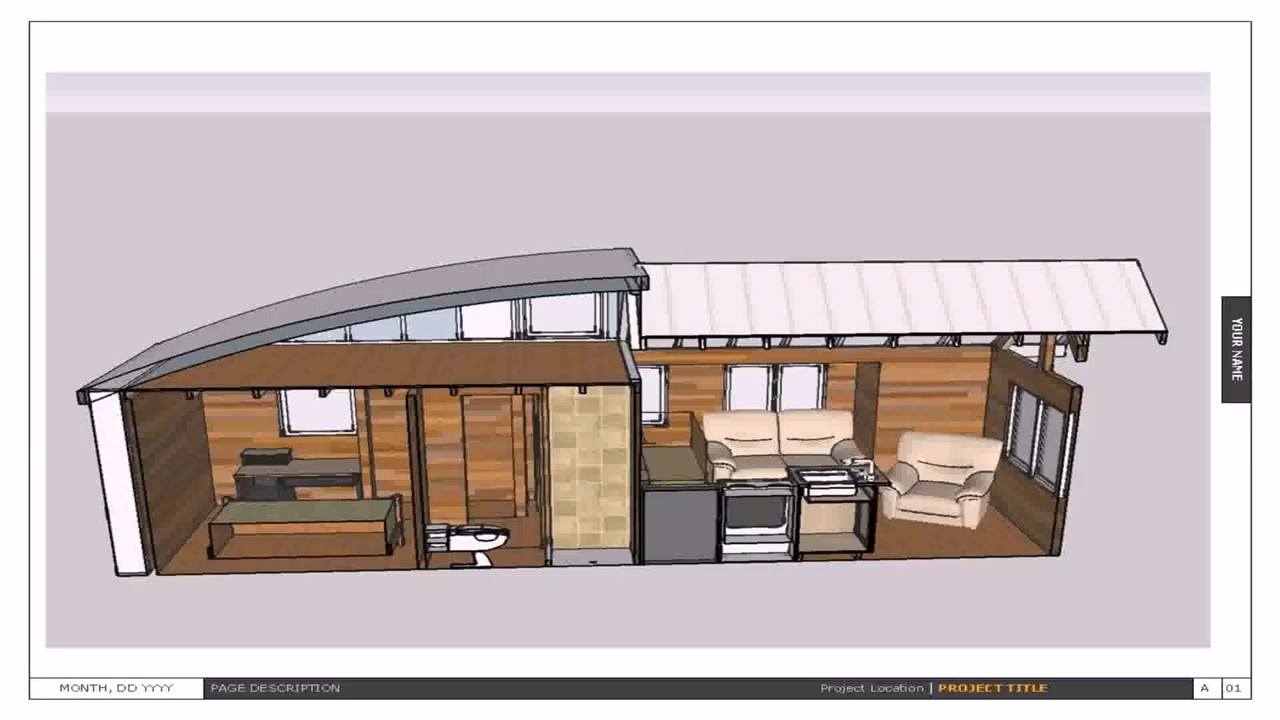 YOUR NAME
MONTH, DD YYYY
PAGE DESCRIPTION
Project Location | PROJECT TITLE
A
01